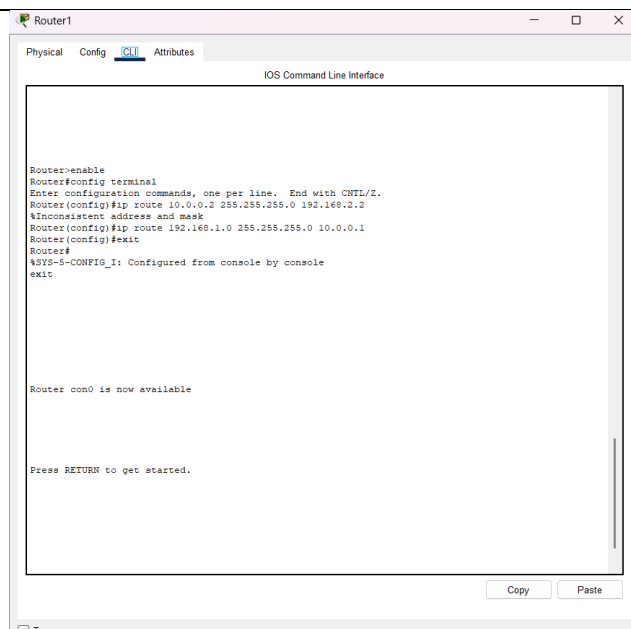 Router1
Physical Config CLI Attributes
IOS Command Line Interface
Router>enable
Router#config terminal
Enter configuration commands, one per line.  End with CNTL/Z.
Router(config)#ip route 10.0.0.2 255.255.255.0 192.168.2.2
%Inconsistent address and mask
Router(config)#ip route 192.168.1.0 255.255.255.0 10.0.0.1
Router(config)#exit
Router#
%SYS-5-CONFIG_I: Configured from console by console
exit
Router con0 is now available
Press RETURN to get started.
Copy Paste